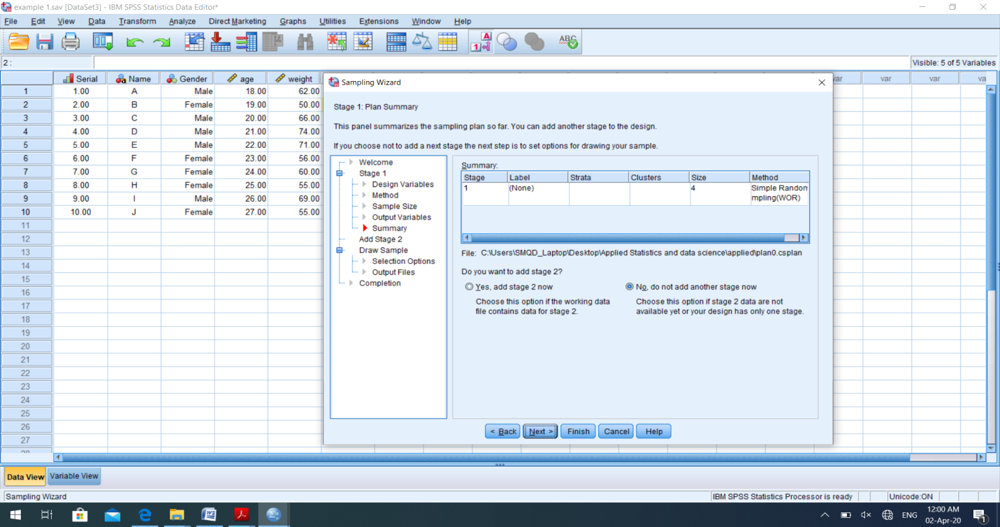 example 1.sav [DataSet3] - IBM SPSS Statistics Data Editor*
File Edit View Data Transform Analyze Direct Marketing Graphs Utilities Extensions Window Help
2 :
Visible: 5 of 5 Variables
Serial Name Gender age weight var var var va
1 1.00 A Male 18.00 62.00
2 2.00 B Female 19.00 50.00
3 3.00 C Male 20.00 66.00
4 4.00 D Male 21.00 74.00
5 5.00 E Male 22.00 71.00
6 6.00 F Female 23.00 56.00
7 7.00 G Female 24.00 60.00
8 8.00 H Female 25.00 55.00
9 9.00 I Male 26.00 69.00
10 10.00 J Female 27.00 55.00
11
12
13
14
15
16
17
18
19
20
21
22
23
24
25
26
27
28
Sampling Wizard
Stage 1: Plan Summary
This panel summarizes the sampling plan so far. You can add another stage to the design.
If you choose not to add a next stage the next step is to set options for drawing your sample.
Welcome
Stage 1
Design Variables
Method
Sample Size
Output Variables
Summary
Add Stage 2
Draw Sample
Selection Options
Output Files
Completion
Summary:
Stage Label Strata Clusters Size Method
1 (None) 4 Simple Random
mpling(WOR)
File: C:\Users\SMQD_Laptop\Desktop\Applied Statistics and data science\applied\plan0.csplan
Do you want to add stage 2?
Yes, add stage 2 now
Choose this option if the working data
file contains data for stage 2.
No, do not add another stage now
Choose this option if stage 2 data are not
available yet or your design has only one stage.
< Back Next > Finish Cancel Help
Data View Variable View
Sampling Wizard
IBM SPSS Statistics Processor is ready Unicode:ON
ENG
12:00 AM
02-Apr-20
1